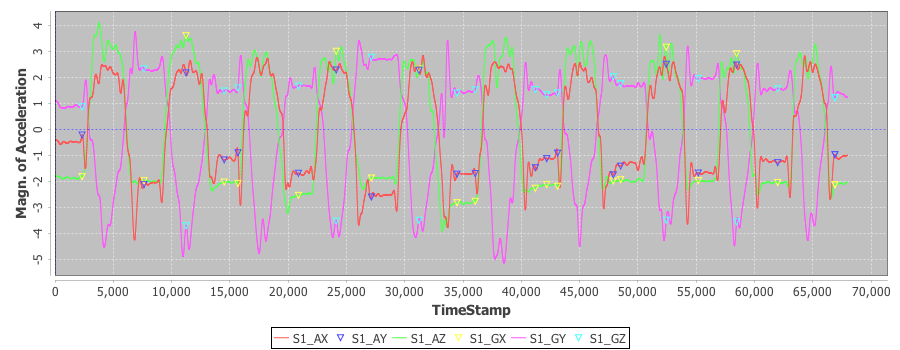 Magn. of Acceleration
4
3
2
1
0
-1
-2
-3
-4
-5
0 5,000 10,000 15,000 20,000 25,000 30,000 35,000 40,000 45,000 50,000 55,000 60,000 65,000 70,000
TimeStamp
S1_AX S1_AY S1_AZ S1_GX S1_GY S1_GZ